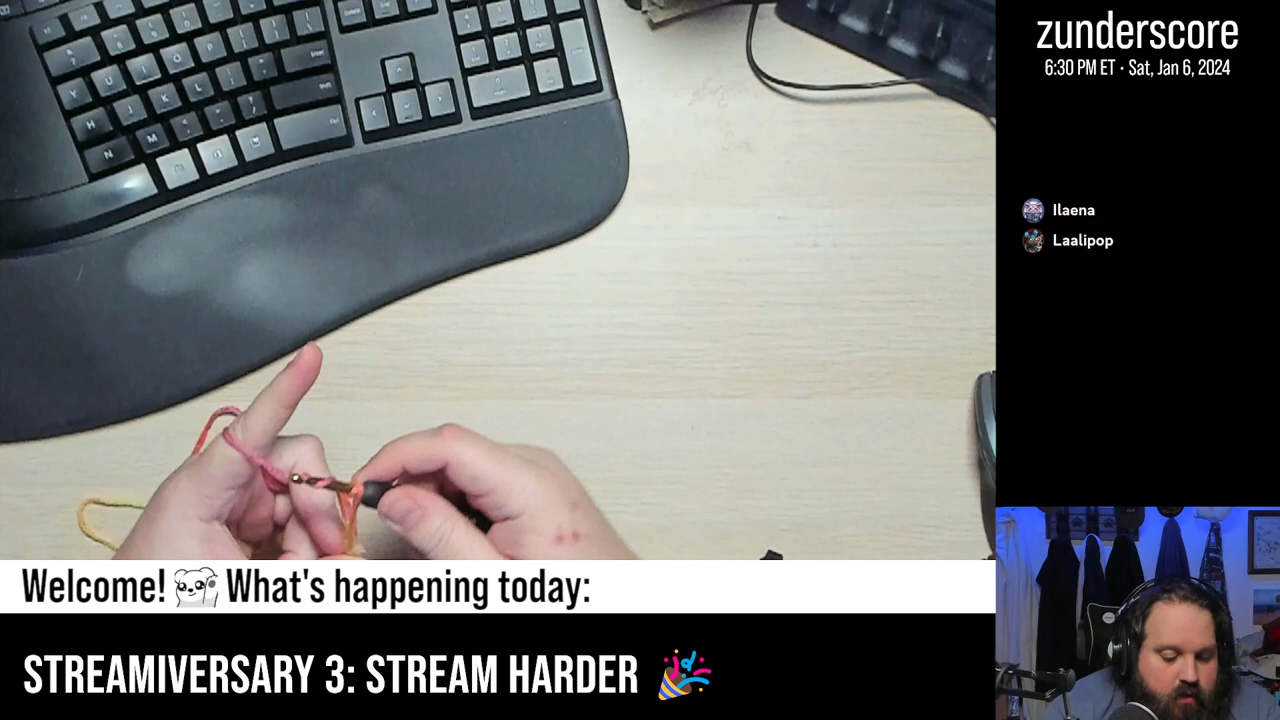 zunderscore
6:30 PM ET · Sat, Jan 6, 2024
Ilaena
Laalipop
Welcome! What's happening today:
STREAMIVERSARY 3: STREAM HARDER